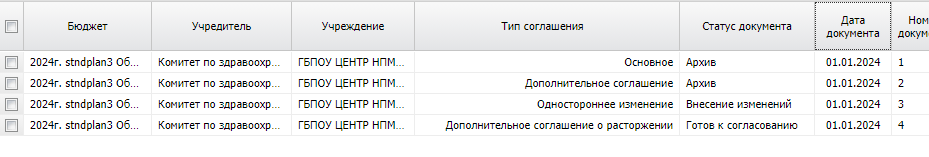 Бюджет Учредитель Учреждение Тип соглашения Статус документа Дата документа Ном докум
2024г. stndplan3 Об... Комитет по здравоохр... ГБПОУ ЦЕНТР НПМ... Основное Архив 01.01.2024 1
2024г. stndplan3 Об... Комитет по здравоохр... ГБПОУ ЦЕНТР НПМ... Дополнительное соглашение Архив 01.01.2024 2
2024г. stndplan3 Об... Комитет по здравоохр... ГБПОУ ЦЕНТР НПМ... Одностороннее изменение Внесение изменений 01.01.2024 3
2024г. stndplan3 Об... Комитет по здравоохр... ГБПОУ ЦЕНТР НПМ... Дополнительное соглашение о расторжении Готов к согласованию 01.01.2024 4